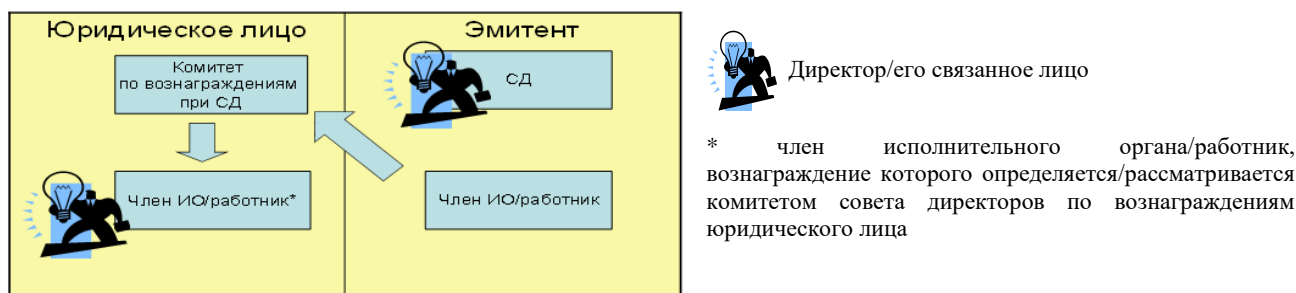 Юридическое лицо
Эмитент
Комитет
по вознаграждениям
при СД
СД
Член ИО/работник*
Член ИО/работник
Директор/его связанное лицо
* член исполнительного органа/работник,
вознаграждение которого определяется/рассматривается
комитетом совета директоров по вознаграждениям
юридического лица